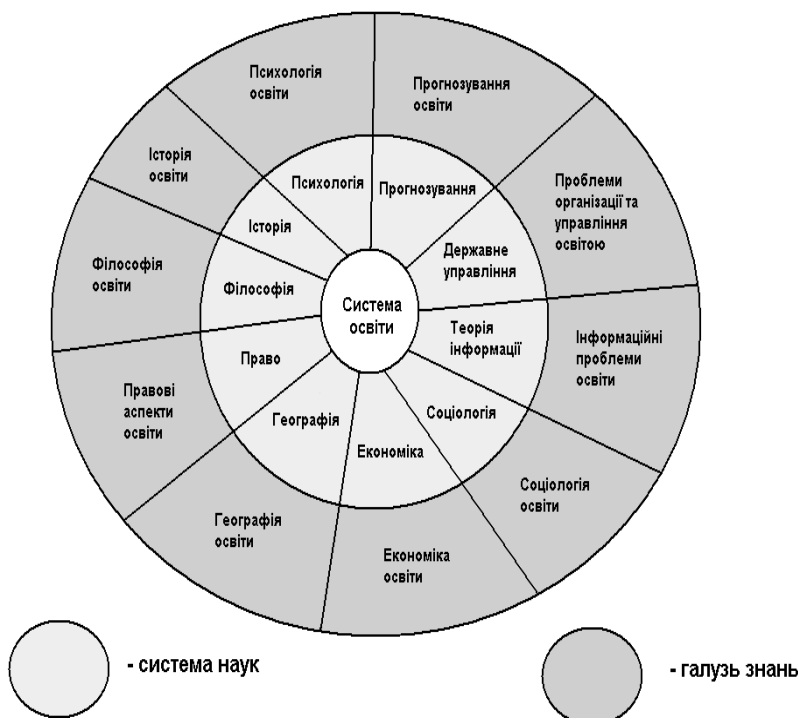 Психологія
освіти
Прогнозування
освіти
Історія
освіти
Психологія
Прогнозування
Проблеми
організації та
управління
освітою
Історія
Державне
управління
Філософія
освіти
Філософія
Система
освіти
Теорія
інформації
Інформаційні
проблеми
освіти
Право
Правові
аспекти
освіти
Географія
Соціологія
Економіка
Соціологія
освіти
Географія
освіти
Економіка
освіти
- система наук
- галузь знань